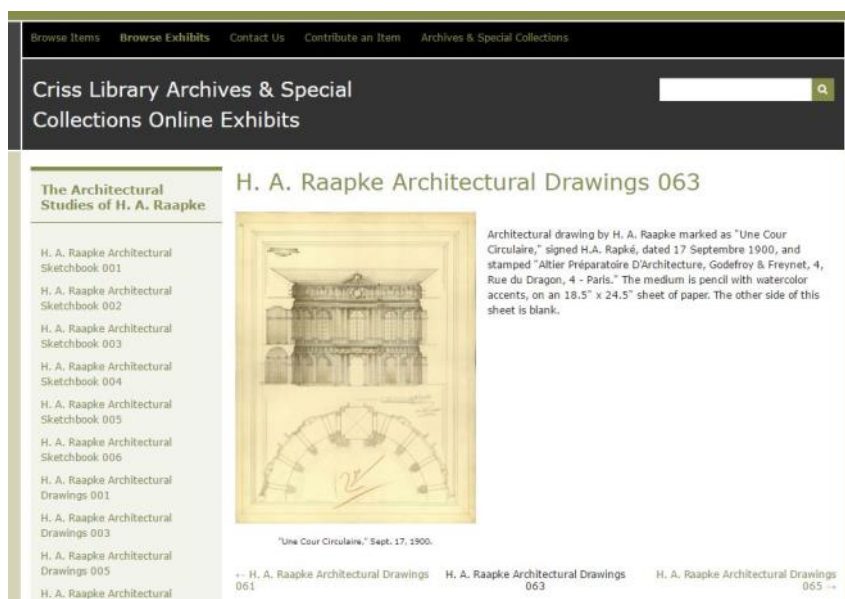 Browse Items Browse Exhibits Contact Us Contribute an Item Archives & Special Collections
Criss Library Archives & Special
Collections Online Exhibits
The Architectural
Studies of H. A. Raapke
H. A. Raapke Architectural
Sketchbook 001
H. A. Raapke Architectural
Sketchbook 002
H. A. Raapke Architectural
Sketchbook 003
H. A. Raapke Architectural
Sketchbook 004
H. A. Raapke Architectural
Sketchbook 005
H. A. Raapke Architectural
Sketchbook 006
H. A. Raapke Architectural
Drawings 001
H. A. Raapke Architectural
Drawings 003
H. A. Raapke Architectural
Drawings 005
H. A. Raapke Architectural
H. A. Raapke Architectural Drawings 063
Architectural drawing by H. A. Raapke marked as "Une Cour
Circulaire," signed H.A. Rapké, dated 17 Septembre 1900, and
stamped "Altier Préparatoire D'Architecture, Godefroy & Freynet, 4,
Rue du Dragon, 4 - Paris." The medium is pencil with watercolor
accents, on an 18.5" x 24.5" sheet of paper. The other side of this
sheet is blank.
"Une Cour Circulaire," Sept. 17, 1900.
← H. A. Raapke Architectural Drawings
061
H. A. Raapke Architectural Drawings
063
H. A. Raapke Architectural Drawings
065 →